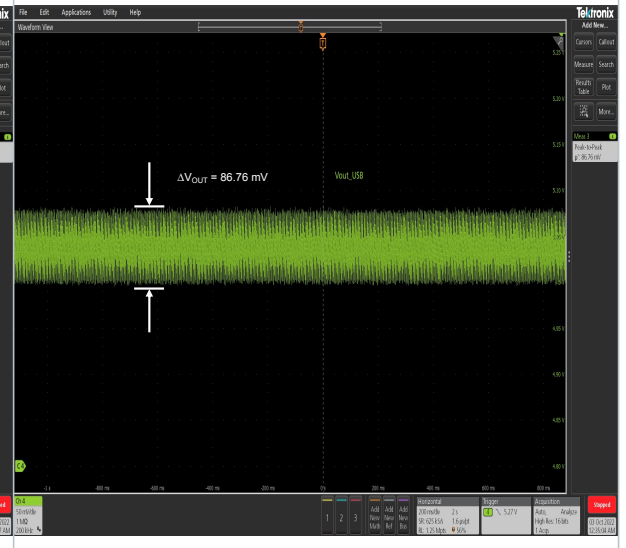 File Edit Applications Utility Help
Tektronix
Waveform View
Add New...
Cursors Callout
Measure Search
Results Table Plot
More...
Meas 3
Peak-to-Peak
µ': 86.76 mV
5.25 V
5.20 V
5.15 V
5.10 V
4.95 V
4.90 V
4.85 V
4.80 V
ΔVOUT = 86.76 mV
Vout_USB
C4
-1 s -800 ms -600 ms -400 ms -200 ms 0 s 200 ms 400 ms 600 ms 800 ms
Ch 4
50 mV/div
1 MΩ
200 kHz
1 2 3
Add New Math
Add New Ref
Add New Bus
Horizontal
200 ms/div 2 s
SR: 625 kS/s 1.6 µs/pt
RL: 1.25 Mpts 56%
Trigger
4 5.27 V
Acquisition
Auto, Analyze
High Res: 16 bits
1 Acqs
Stopped
03 Oct 2022
12:35:04 AM